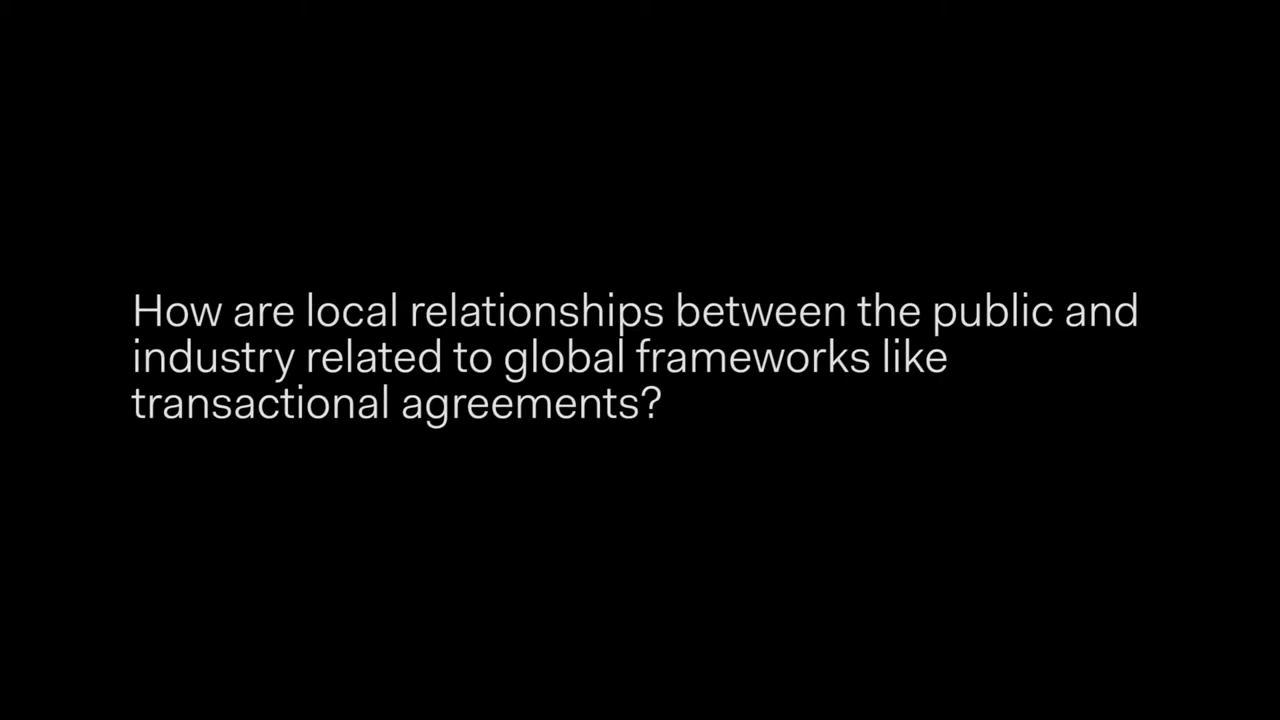 How are local relationships between the public and
industry related to global frameworks like
transactional agreements?